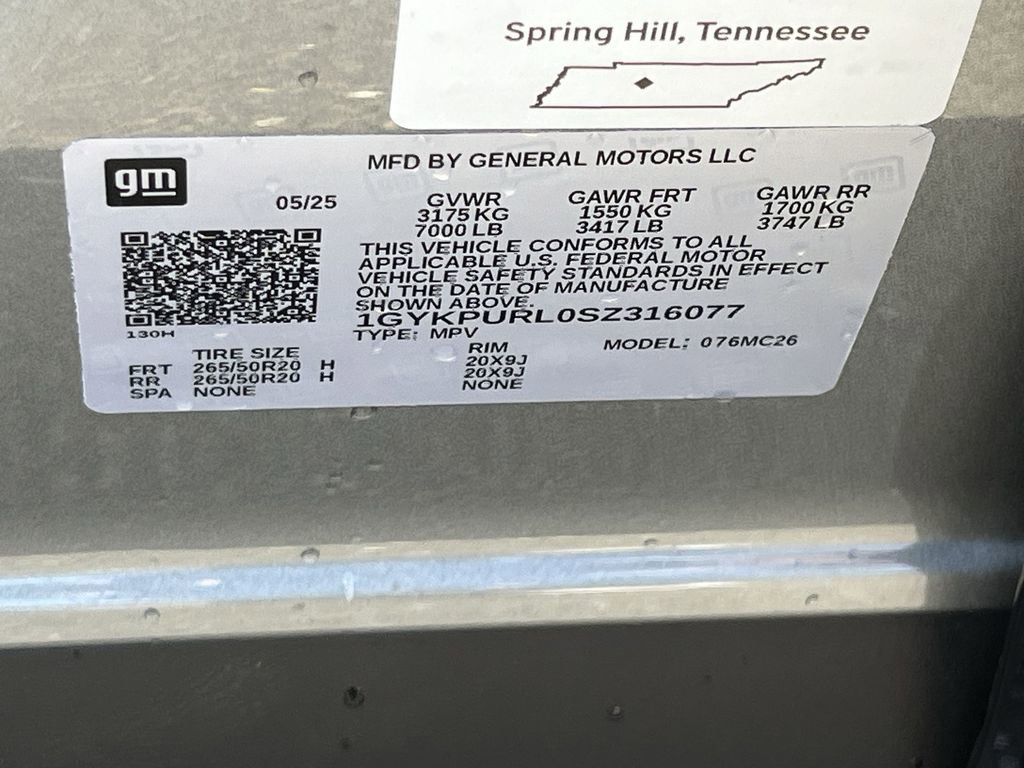 Spring Hill, Tennessee
gm
MFD BY GENERAL MOTORS LLC
05/25
GVWR GAWR FRT GAWR RR
3175 KG 1550 KG 1700 KG
7000 LB 3417 LB 3747 LB
THIS VEHICLE CONFORMS TO ALL
APPLICABLE U.S. FEDERAL MOTOR
VEHICLE SAFETY STANDARDS IN EFFECT
ON THE DATE OF MANUFACTURE
SHOWN ABOVE.
1GYKPURL0SZ316077
130H
TYPE: MPV MODEL: 076MC26
TIRE SIZE RIM
FRT 265/50R20 H 20X9J
RR 265/50R20 H 20X9J
SPA NONE NONE